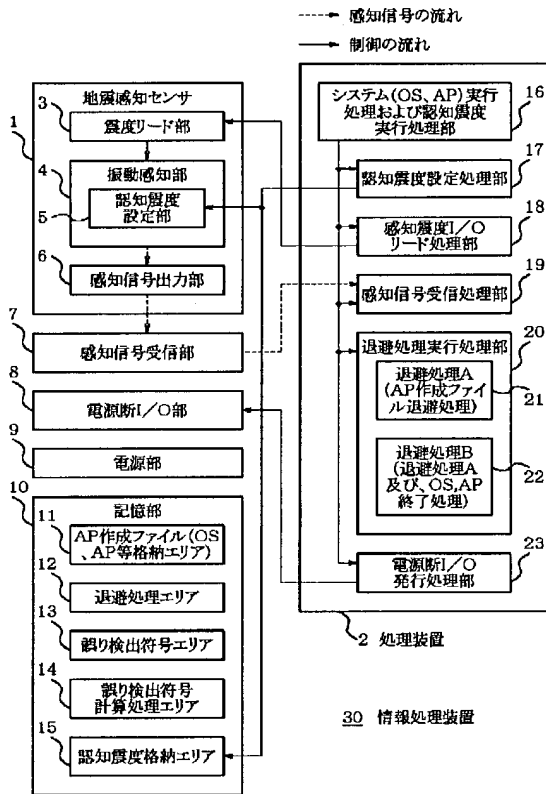 感知信号の流れ
制御の流れ
地震感知センサ
1
3
震度リード部
4
振動感知部
5
認知震度
設定部
6
感知信号出力部
7
感知信号受信部
8
電源断I/O部
9
電源部
10
記憶部
11
AP作成ファイル(OS
、AP等格納エリア)
12
退避処理エリア
13
誤り検出符号エリア
14
誤り検出符号
計算処理エリア
15
認知震度格納エリア
システム(OS、AP)実行
処理および認知震度
実行処理部
16
認知震度設定処理部
17
感知震度I/O
リード処理部
18
感知信号受信処理部
19
退避処理実行処理部
20
退避処理A
(AP作成ファイ
ル退避処理)
21
退避処理B
(退避処理A
及び、OS,AP
終了処理)
22
電源断I/O
発行処理部
23
2 処理装置
30 情報処理装置